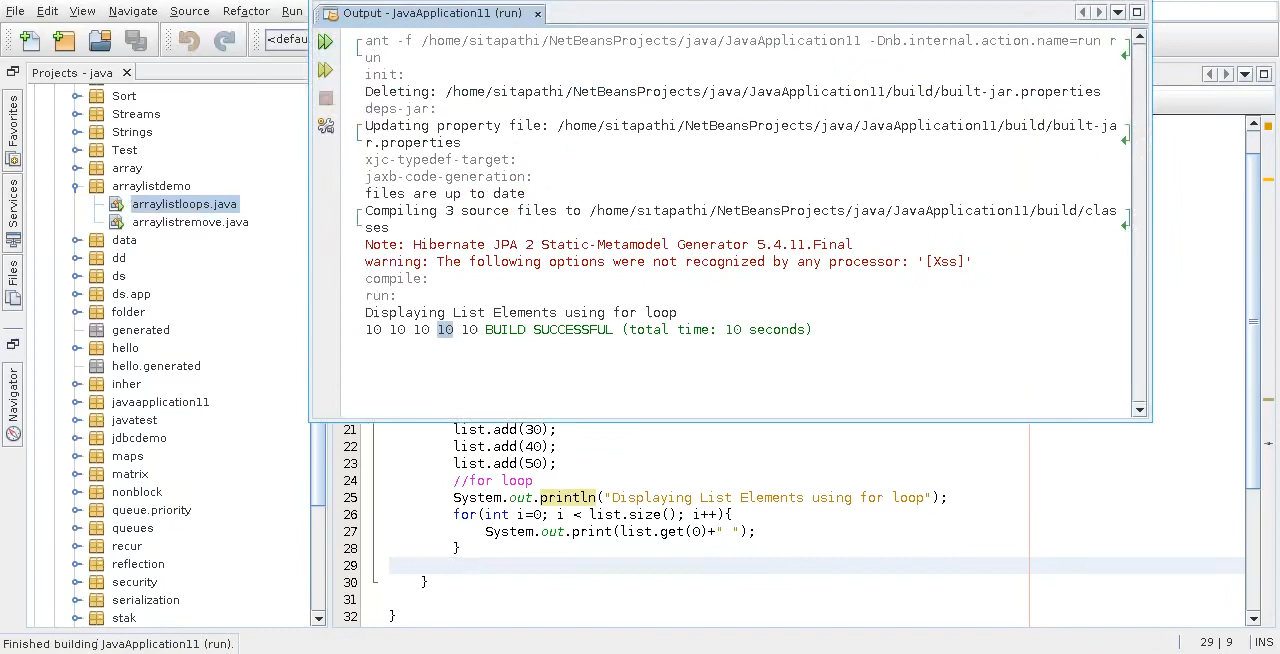 File Edit View Navigate Source Refactor Run
<defau
Output - JavaApplication11 (run) ×
ant -f /home/sitapathi/NetBeansProjects/java/JavaApplication11 -Dnb.internal.action.name=run r
un
init:
Deleting: /home/sitapathi/NetBeansProjects/java/JavaApplication11/build/built-jar.properties
deps-jar:
Updating property file: /home/sitapathi/NetBeansProjects/java/JavaApplication11/build/built-ja
r.properties
xjc-typedef-target:
jaxb-code-generation:
files are up to date
Compiling 3 source files to /home/sitapathi/NetBeansProjects/java/JavaApplication11/build/clas
ses
Note: Hibernate JPA 2 Static-Metamodel Generator 5.4.11.Final
warning: The following options were not recognized by any processor: '[Xss]'
compile:
run:
Displaying List Elements using for loop
10 10 10 10 10 BUILD SUCCESSFUL (total time: 10 seconds)
Favorites
Services
Files
Navigator
Projects - java ×
Sort
Streams
Strings
Test
array
arraylistdemo
arraylistloops.java
arraylistremove.java
data
dd
ds
ds.app
folder
generated
hello
hello.generated
inher
javaapplication11
javatest
jdbcdemo
maps
matrix
nonblock
queue,priority
queues
recur
reflection
security
serialization
stak
21 list.add(30);
22 list.add(40);
23 list.add(50);
24 //for loop
25 System.out.println("Displaying List Elements using for loop");
26 for(int i=0; i < list.size(); i++){
27 System.out.print(list.get(0)+" ");
28 }
29
30 }
31
32 }
Finished building JavaApplication11 (run).
29 | 9 INS